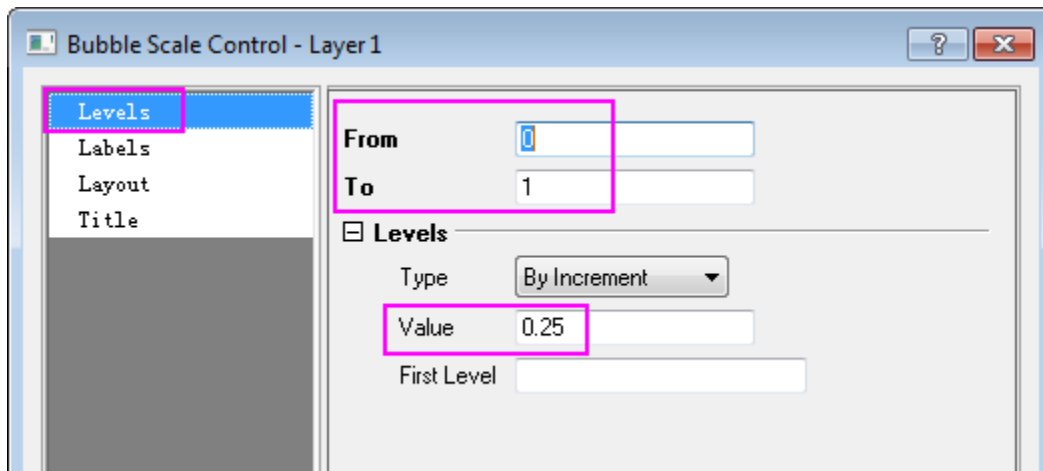 Bubble Scale Control - Layer 1
?
Levels
Labels
Layout
Title
From 0
To 1
Levels
Type By Increment
Value 0.25
First Level